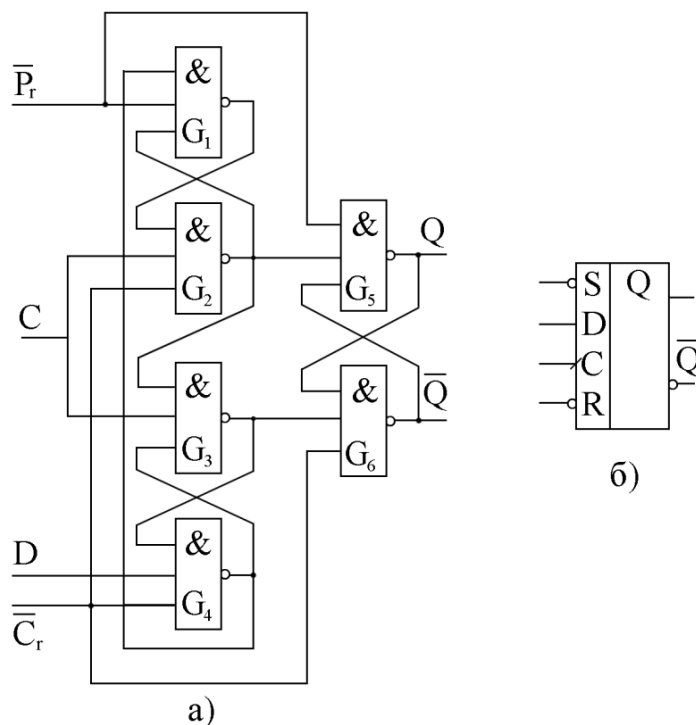 P̅ᵣ
&
G₁
&
G₂
C
&
G₃
D
C̅ᵣ
&
G₄
&
G₅
Q
Q̅
&
G₆
а)
S Q
D
C
R
Q̅
б)